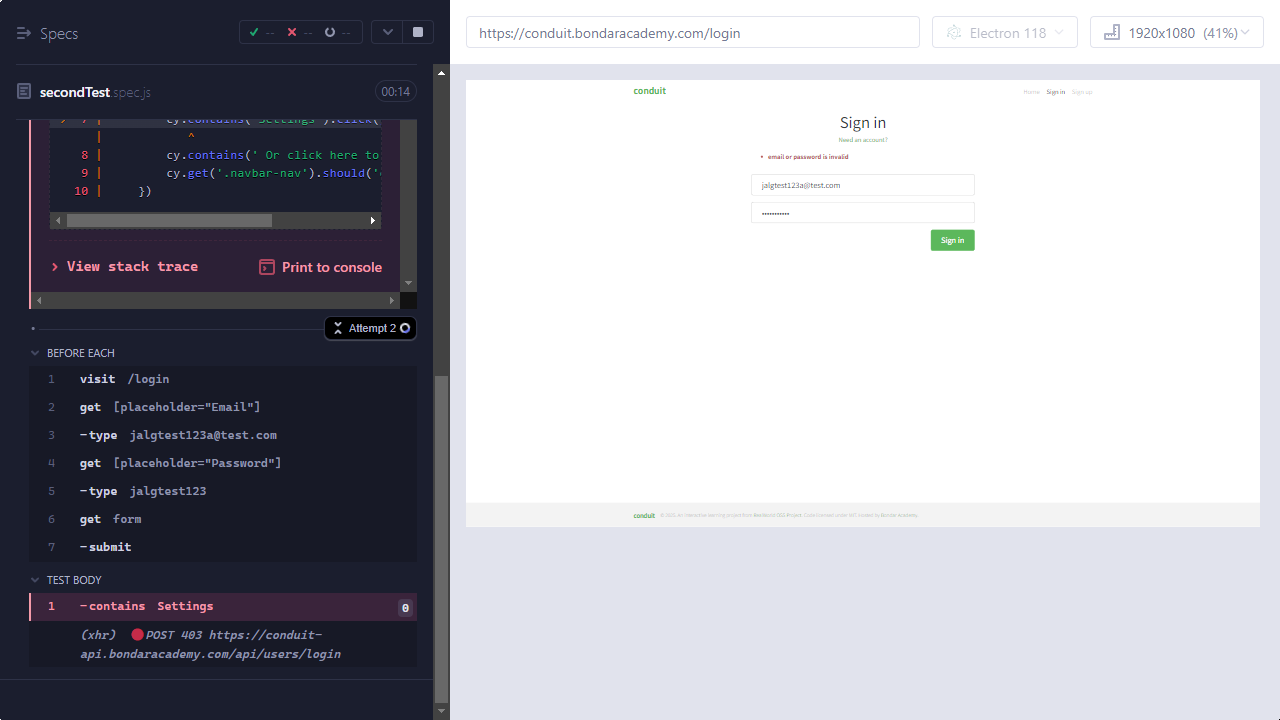 Specs
--
--
--
secondTest spec.js
00:14
7 | cy.contains('Settings').click(
| ^
8 | cy.contains(' Or click here to
9 | cy.get('.navbar-nav').should('
10 | })
View stack trace
Print to console
Attempt 2
BEFORE EACH
1 visit /login
2 get [placeholder="Email"]
3 -type jalgtest123a@test.com
4 get [placeholder="Password"]
5 -type jalgtest123
6 get form
7 -submit
TEST BODY
1 -contains Settings 0
(xhr) POST 403 https://conduit-
api.bondaracademy.com/api/users/login
https://conduit.bondaracademy.com/login
Electron 118
1920x1080 (41%)
conduit
Home Sign in Sign up
Sign in
Need an account?
• email or password is invalid
jalgtest123a@test.com
•••••••••••
Sign in
conduit